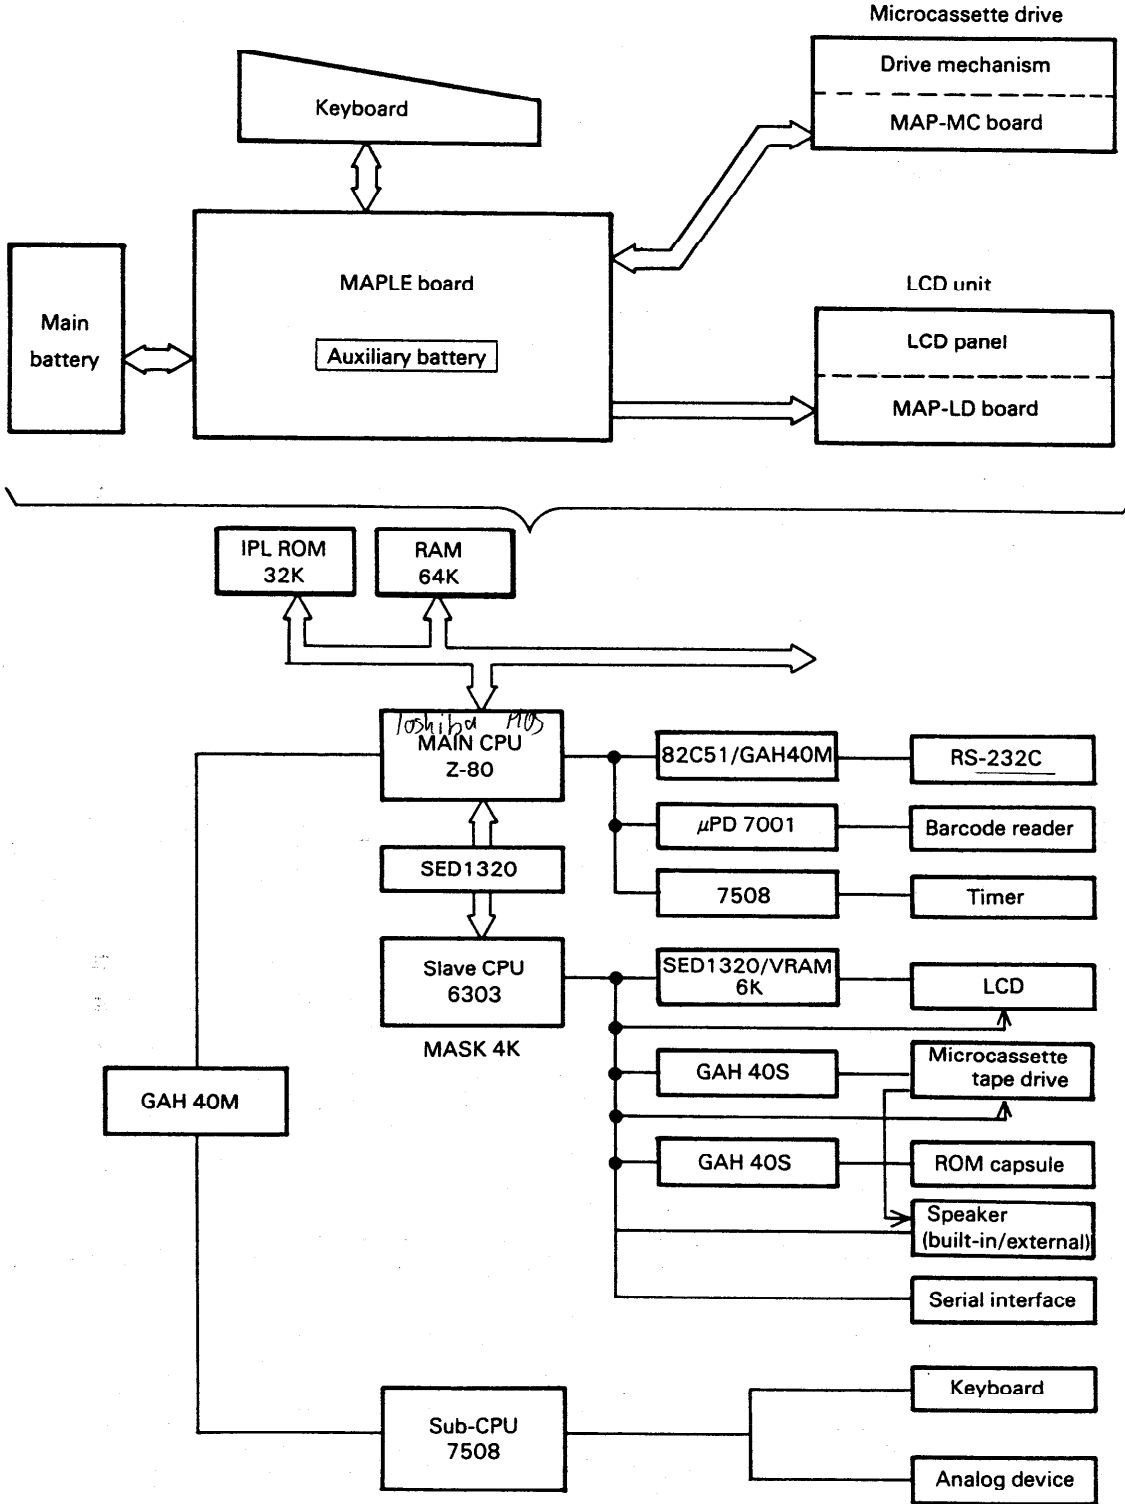 Microcassette drive
Drive mechanism
MAP-MC board
Keyboard
MAPLE board
Auxiliary battery
Main
battery
LCD unit
LCD panel
MAP-LD board
IPL ROM
32K
RAM
64K
Toshiba MOS
MAIN CPU
Z-80
82C51/GAH40M
RS-232C
μPD 7001
Barcode reader
SED1320
7508
Timer
Slave CPU
6303
MASK 4K
SED1320/VRAM
6K
LCD
GAH 40S
Microcassette
tape drive
GAH 40M
GAH 40S
ROM capsule
Speaker
(built-in/external)
Serial interface
Sub-CPU
7508
Keyboard
Analog device